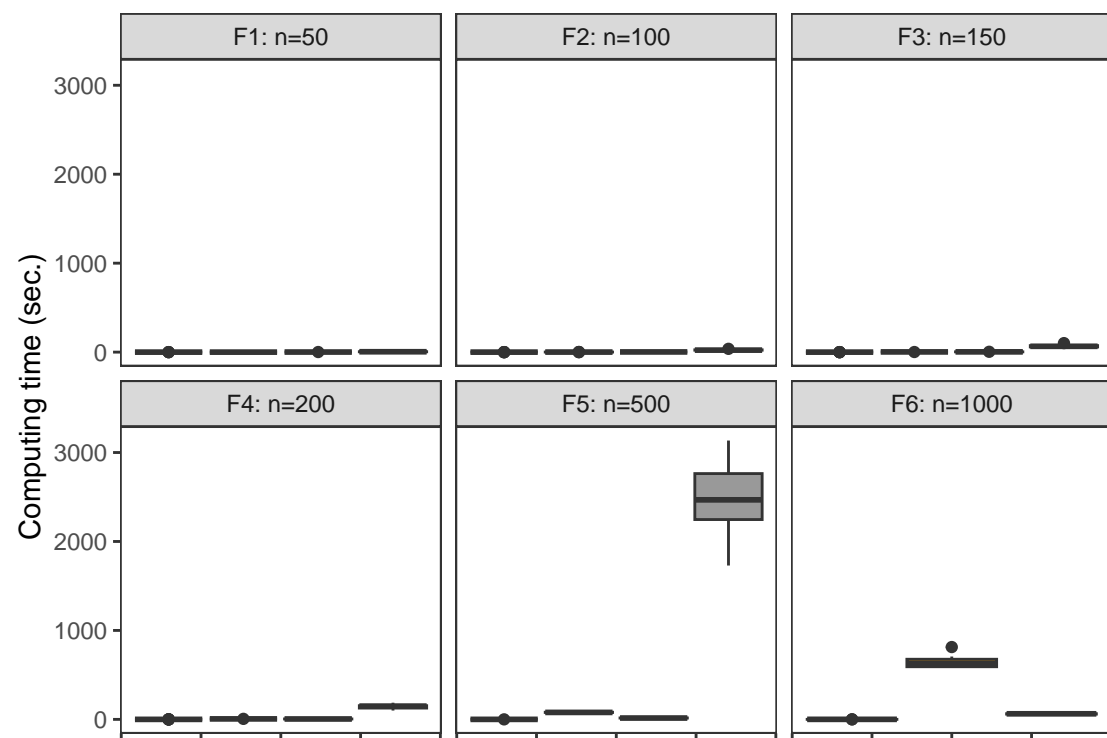 F1: n=50
F2: n=100
F3: n=150
3000
2000
1000
0
F4: n=200
F5: n=500
F6: n=1000
3000
2000
1000
0
Computing time (sec.)